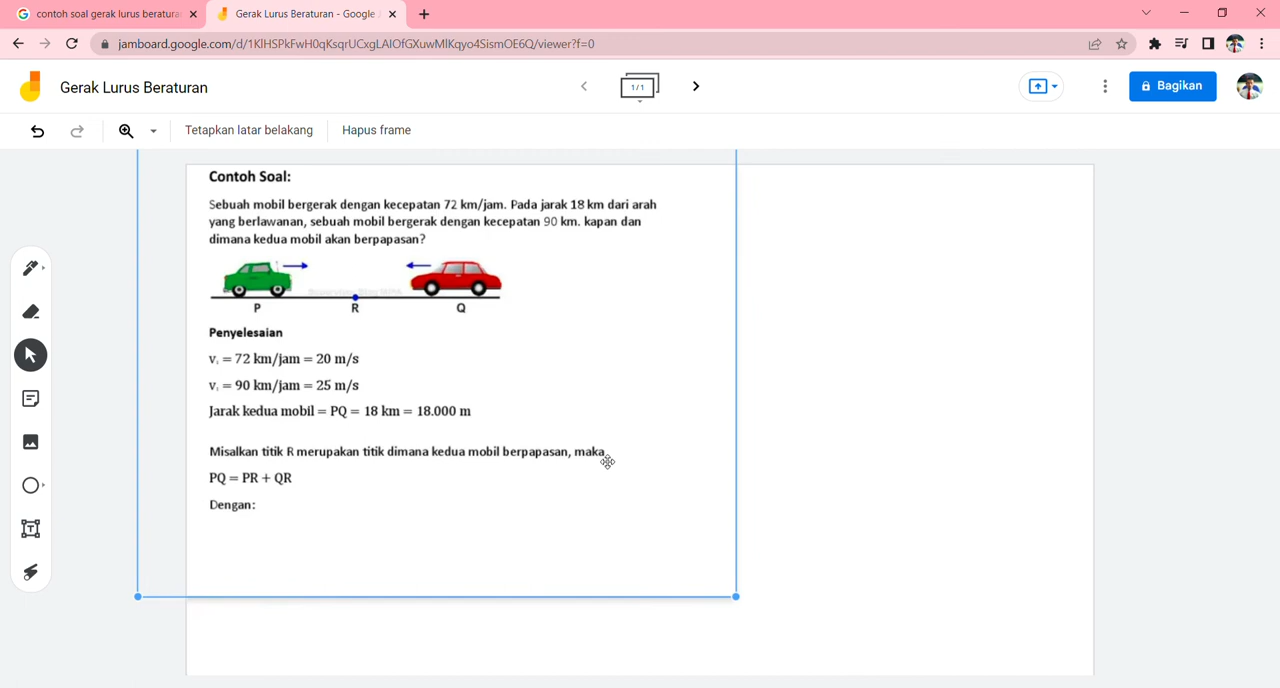 contoh soal gerak lurus beratura
Gerak Lurus Beraturan - Google J
jamboard.google.com/d/1KlHSPkFwH0qKsqrUCxgLAIOfGXuwMlKqyo4SismOE6Q/viewer?f=0
Gerak Lurus Beraturan
1/1
Bagikan
Tetapkan latar belakang
Hapus frame
Contoh Soal:
Sebuah mobil bergerak dengan kecepatan 72 km/jam. Pada jarak 18 km dari arah
yang berlawanan, sebuah mobil bergerak dengan kecepatan 90 km. kapan dan
dimana kedua mobil akan berpapasan?
P R Q
Penyelesaian
v₁ = 72 km/jam = 20 m/s
v₁ = 90 km/jam = 25 m/s
Jarak kedua mobil = PQ = 18 km = 18.000 m
Misalkan titik R merupakan titik dimana kedua mobil berpapasan, maka
PQ = PR + QR
Dengan: